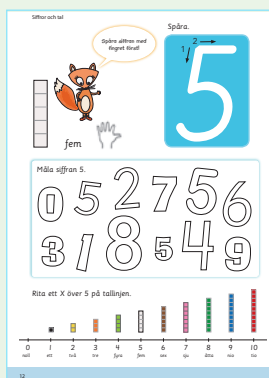 Siffror och tal
Spåra siffran med
fingret först!
Spåra.
2
1
5
fem
Måla siffran 5.
0 5 2 7 5 6
3 1 8 5 4 9
Rita ett X över 5 på tallinjen.
0 1 2 3 4 5 6 7 8 9 10
noll ett två tre fyra fem sex sju åtta nio tio
12